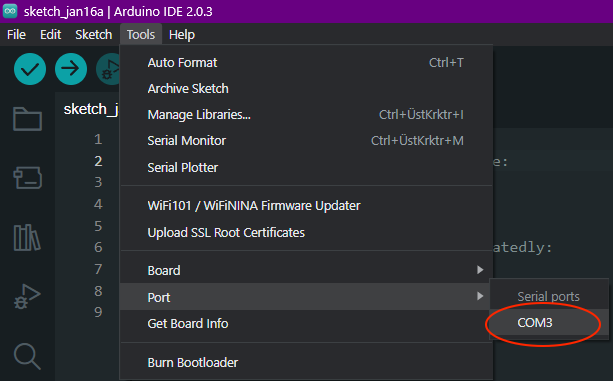 sketch_jan16a | Arduino IDE 2.0.3
File Edit Sketch Tools Help
Auto Format Ctrl+T
Archive Sketch
sketch_j
Manage Libraries... Ctrl+ÜstKrktr+I
1
Serial Monitor Ctrl+ÜstKrktr+M
2
e:
Serial Plotter
3
4
WiFi101 / WiFiNINA Firmware Updater
5
Upload SSL Root Certificates
6
atedly:
7
Board
8
Port
Serial ports
9
Get Board Info
COM3
Burn Bootloader